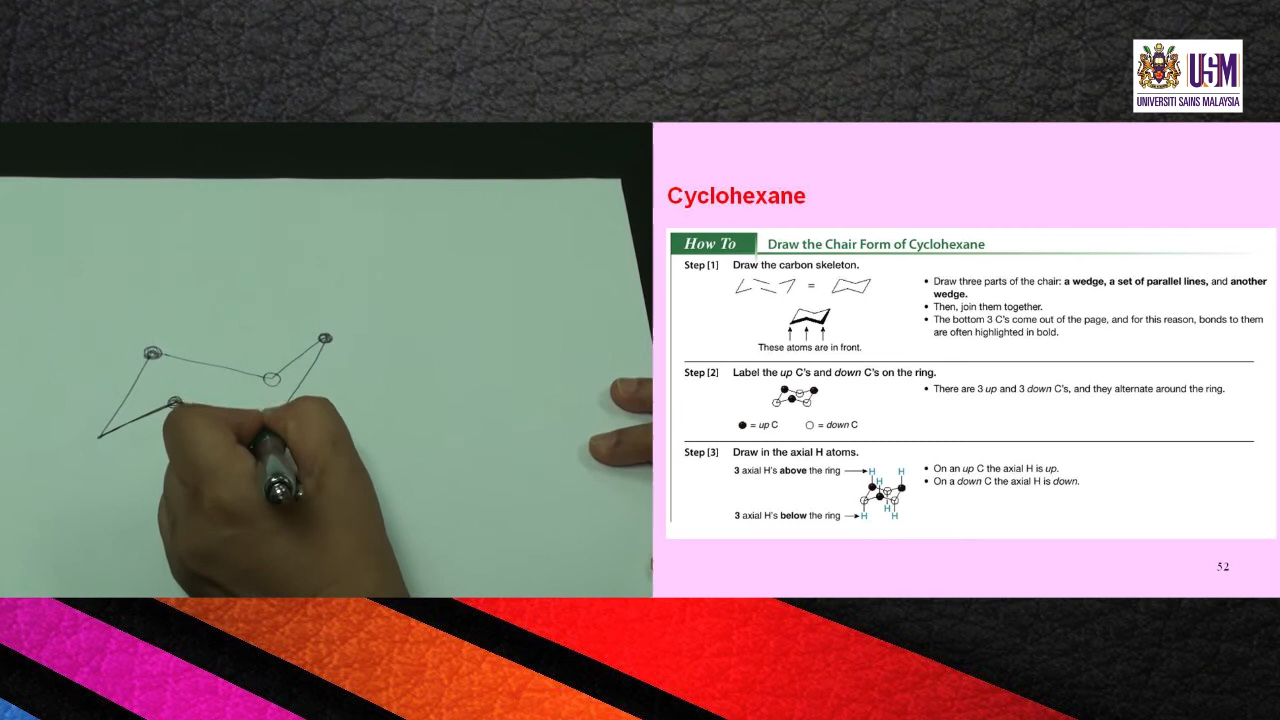 USM
UNIVERSITI SAINS MALAYSIA
Cyclohexane
How To
Draw the Chair Form of Cyclohexane
Step [1]
Draw the carbon skeleton.
=
• Draw three parts of the chair: a wedge, a set of parallel lines, and another
wedge.
• Then, join them together.
• The bottom 3 C's come out of the page, and for this reason, bonds to them
are often highlighted in bold.
These atoms are in front.
Step [2]
Label the up C's and down C's on the ring.
• There are 3 up and 3 down C's, and they alternate around the ring.
= up C
= down C
Step [3]
Draw in the axial H atoms.
3 axial H's above the ring
H H
H
• On an up C the axial H is up.
• On a down C the axial H is down.
H
3 axial H's below the ring
H H
52